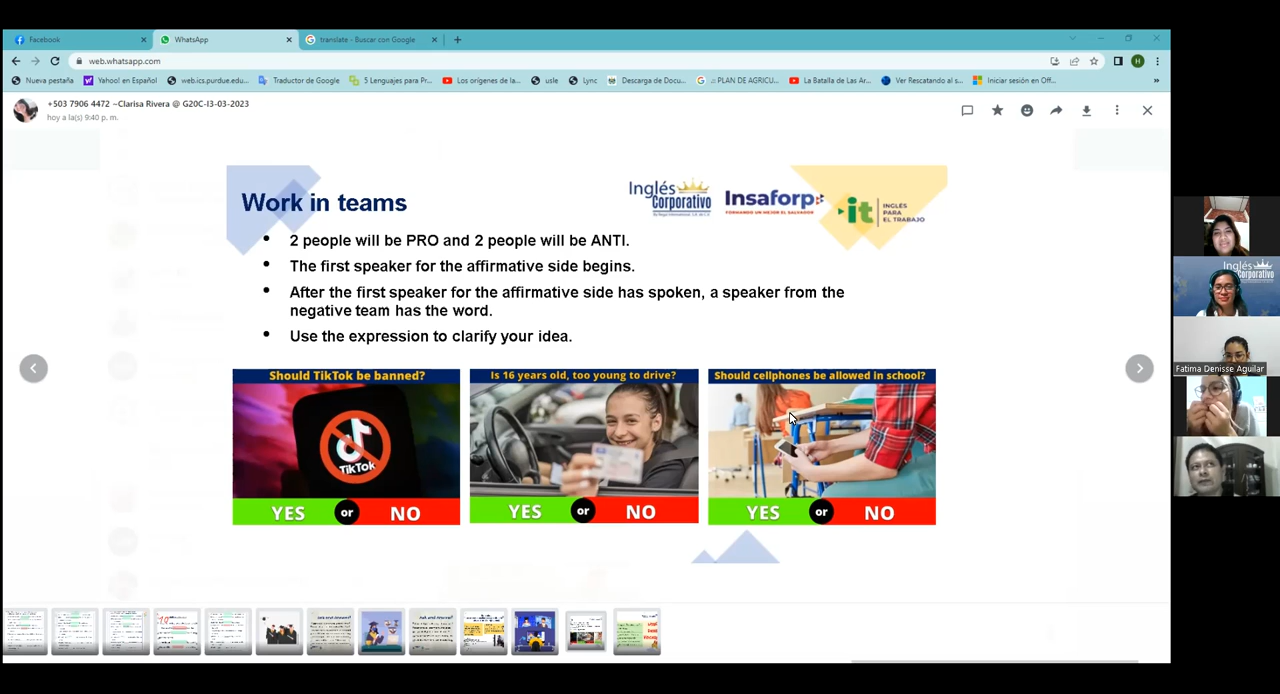 Facebook
WhatsApp
translate - Buscar con Google
web.whatsapp.com
H
Nueva pestaña
Yahoo! en Español
web.ics.purdue.edu...
Traductor de Google
5 Lenguajes para Pr...
Los orígenes de la...
usle
Lync
Descarga de Docu...
PLAN DE AGRICU...
La Batalla de Las Ar...
Ver Rescatando al s...
Iniciar sesión en Off...
+503 7906 4472 ~Clarisa Rivera @ G20C-I3-03-2023
hoy a la(s) 9:40 p. m.
Work in teams
Inglés
Corporativo
Insaforp
FORMANDO UN MEJOR EL SALVADOR
it
INGLÉS
PARA
EL TRABAJO
• 2 people will be PRO and 2 people will be ANTI.
• The first speaker for the affirmative side begins.
• After the first speaker for the affirmative side has spoken, a speaker from the
negative team has the word.
• Use the expression to clarify your idea.
Should TikTok be banned?
TikTok
YES or NO
Is 16 years old, too young to drive?
YES or NO
Should cellphones be allowed in school?
YES or NO
Inglés
Corporativo
Fatima Denisse Aguilar